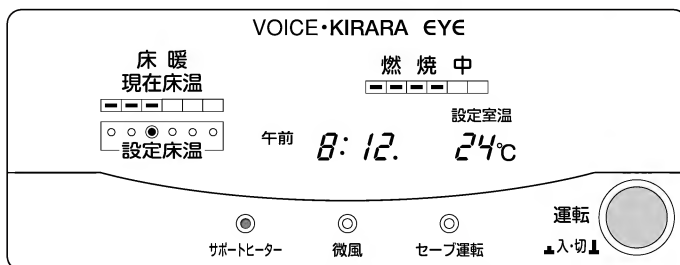 VOICE・KIRARA EYE
床暖
現在床温
設定床温
燃焼中
設定室温
午前 8:12. 24℃
サポートヒーター
微風
セーブ運転
運転
入・切